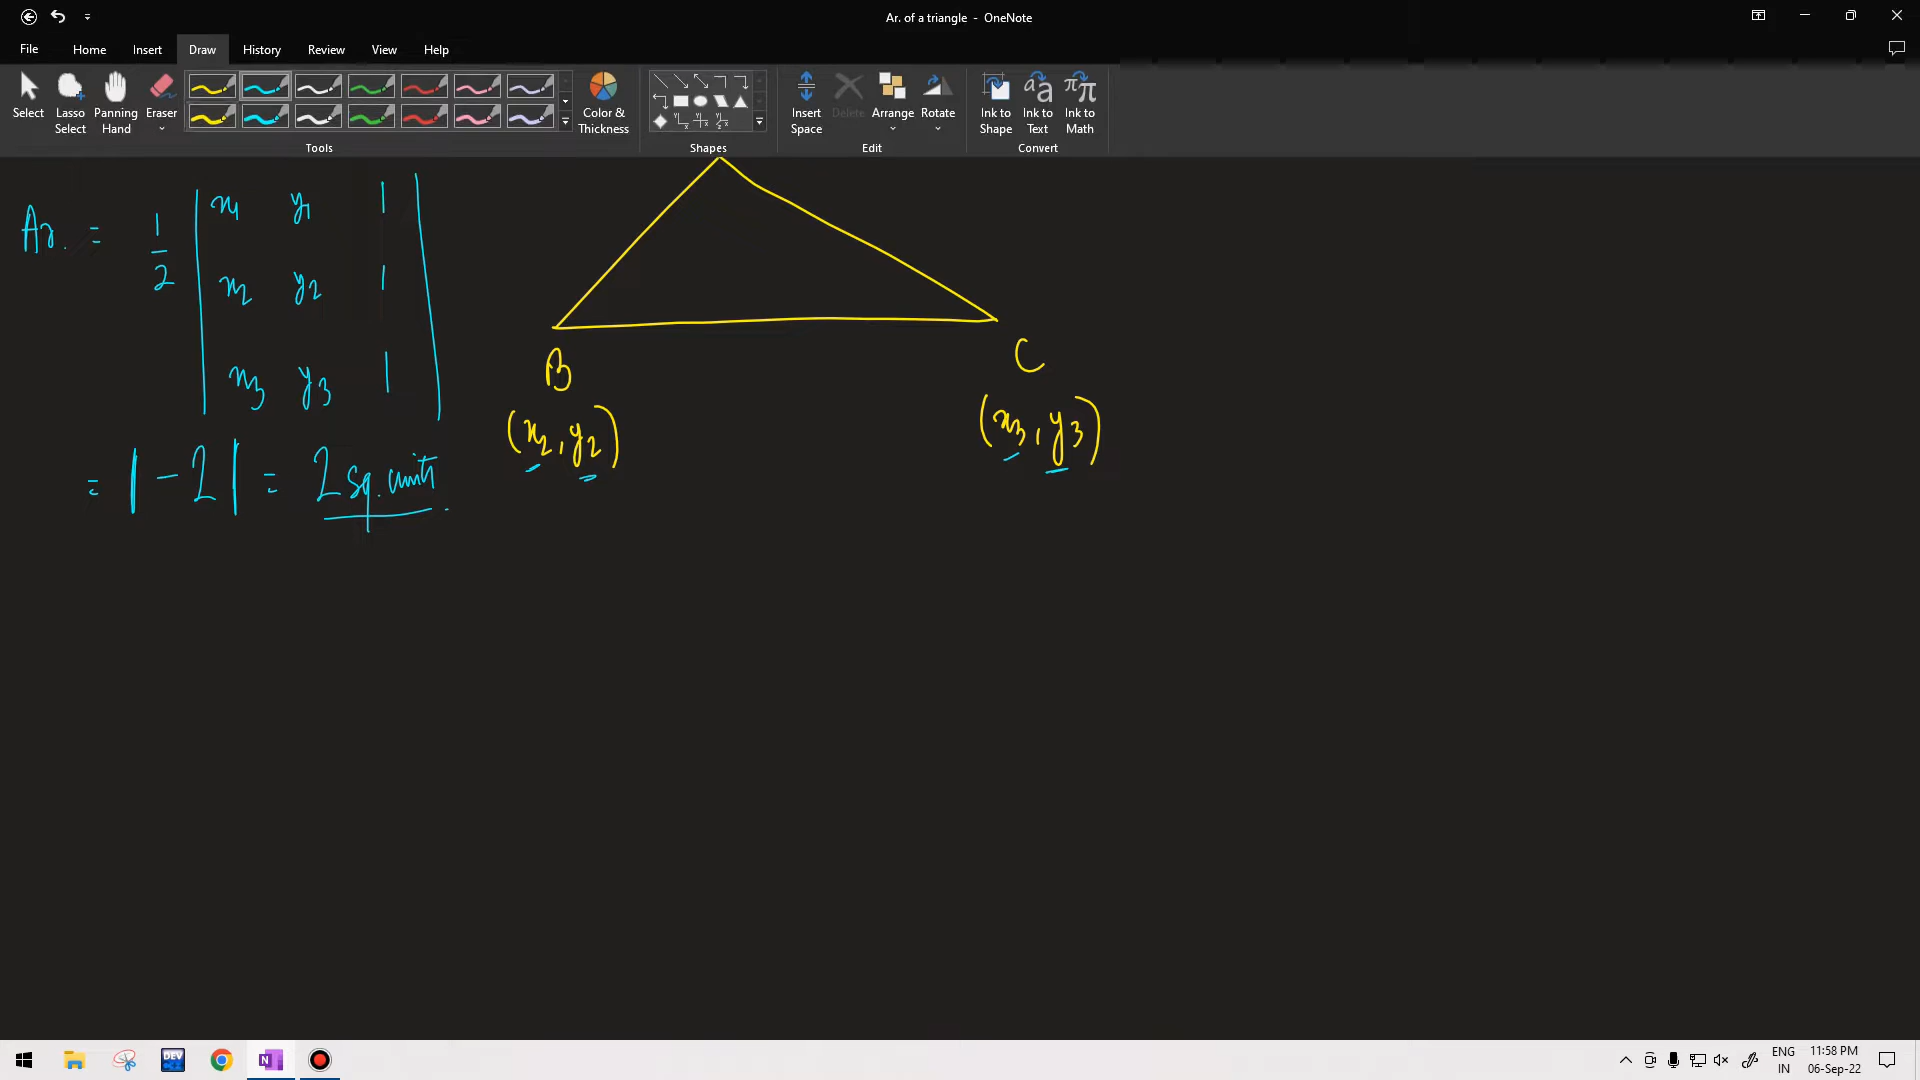 Ar. of a triangle - OneNote
File Home Insert Draw History Review View Help
Select Lasso Select Panning Hand Eraser Color & Thickness Insert Space Delete Arrange Rotate Ink to Shape Ink to Text Ink to Math
Tools Shapes Edit Convert
x1 y1 1
Ar. = 1/2
x2 y2 1
x3 y3 1
B
C
(x2, y2)
(x3, y3)
= |-2| = 2 sq. units.
DEV C++
N
ENG
IN
11:58 PM
06-Sep-22